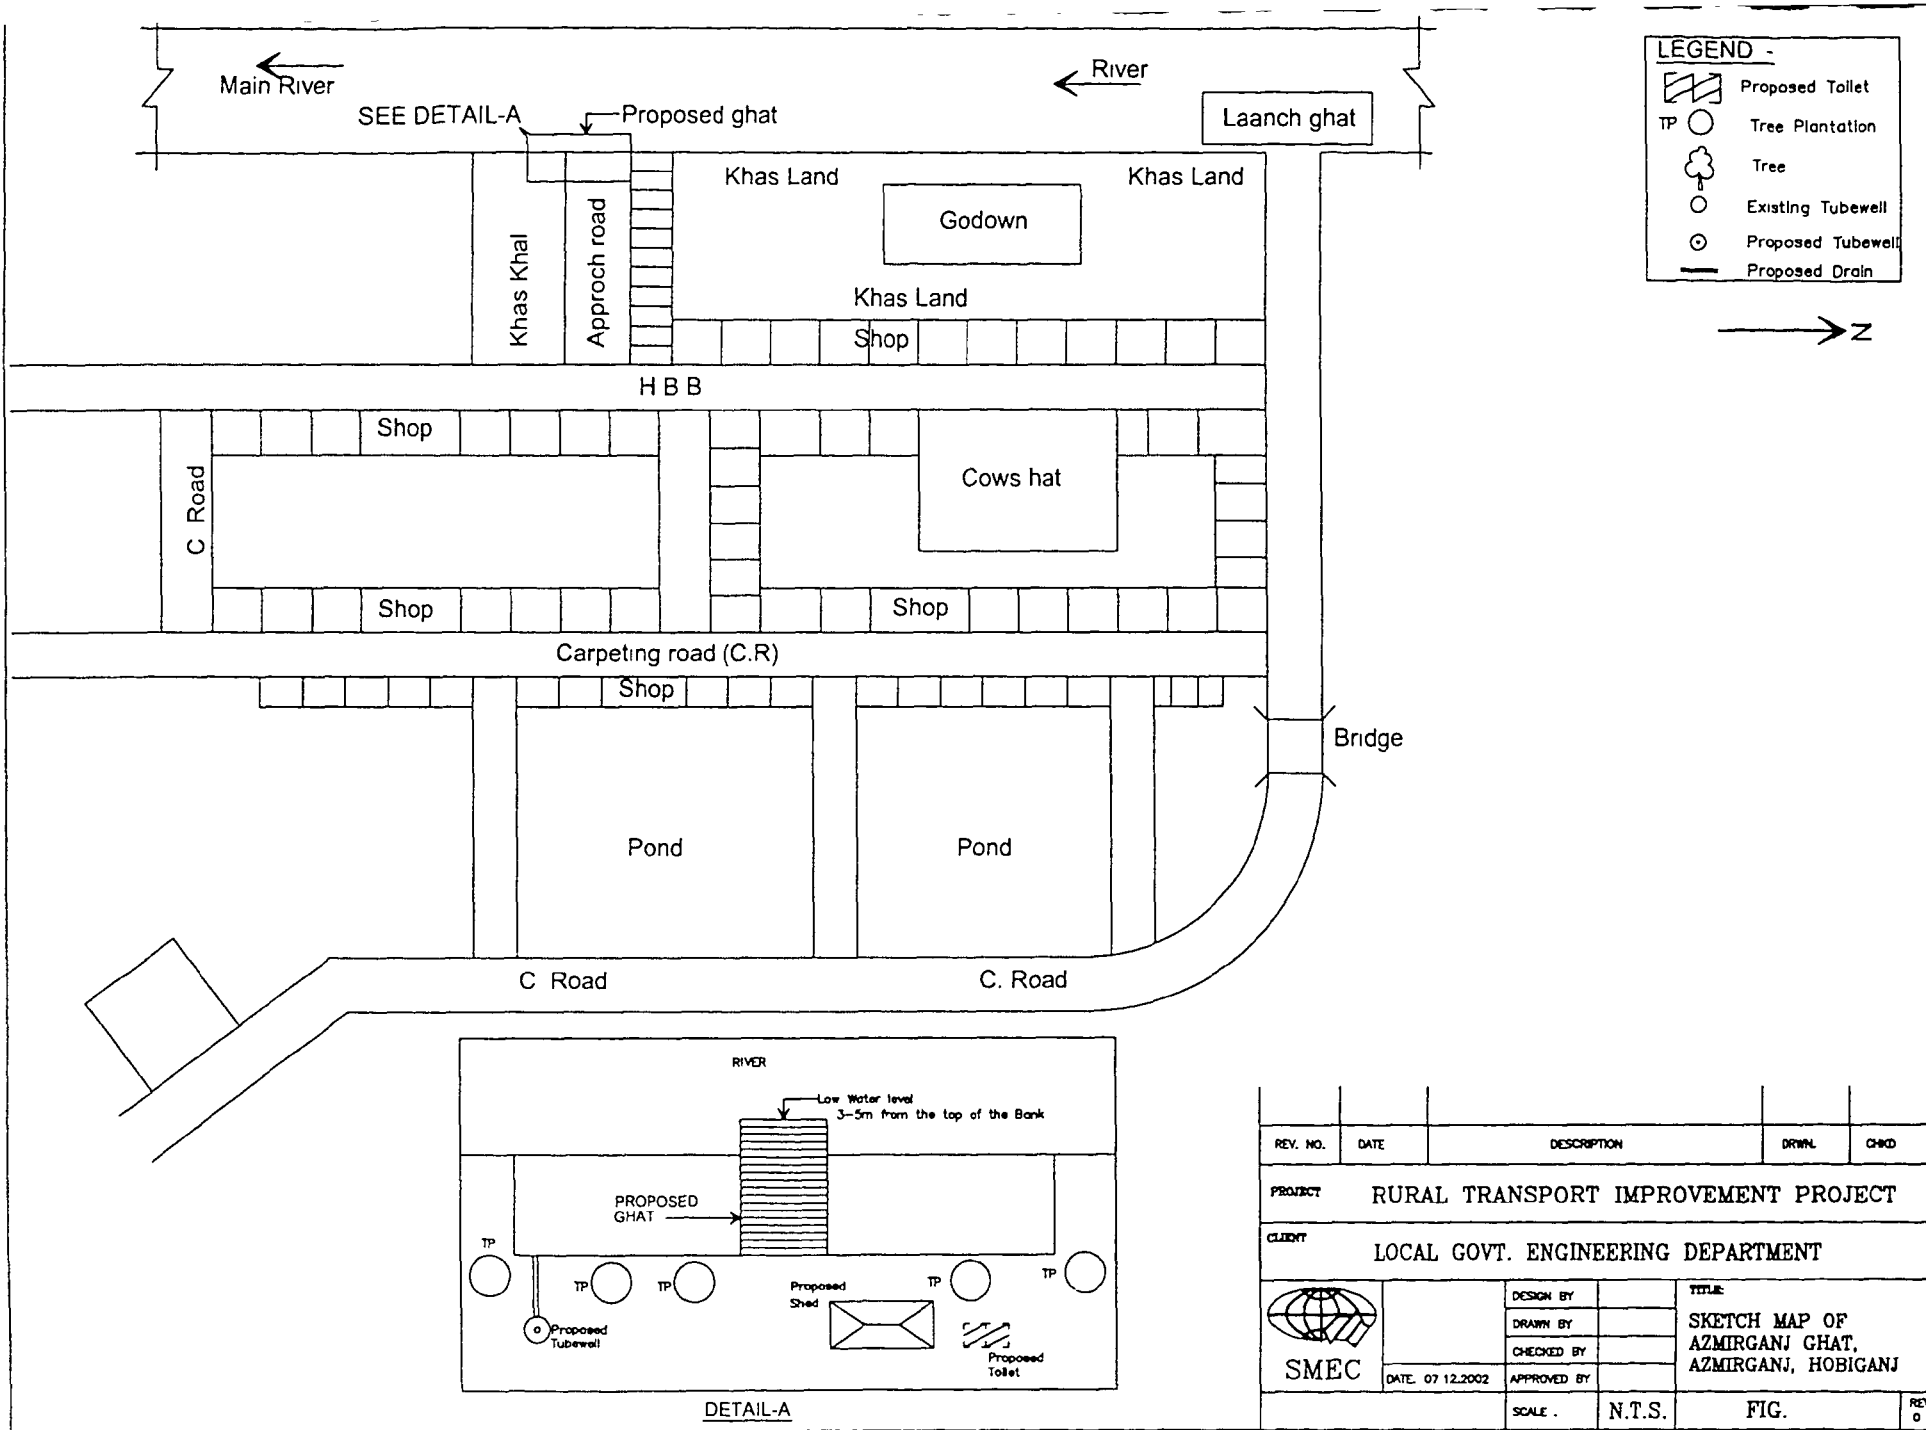 Main River
River
SEE DETAIL-A
Proposed ghat
Laanch ghat
Khas Land
Khas Land
Godown
Khas Khal
Approch road
Khas Land
Shop
H B B
Shop
Cows hat
C Road
Shop
Shop
Carpeting road (C.R)
Shop
Bridge
Pond
Pond
C Road
C. Road
LEGEND -
Proposed Toilet
TP Tree Plantation
Tree
Existing Tubewell
Proposed Tubewell
Proposed Drain
Z
RIVER
Low Water level
3-5m from the top of the Bank
PROPOSED
GHAT
TP
TP
TP
TP
TP
Proposed
Shed
Proposed
Tubewell
Proposed
Toilet
DETAIL-A
REV. NO. DATE DESCRIPTION DRWN. CHKD
PROJECT RURAL TRANSPORT IMPROVEMENT PROJECT
CLIENT LOCAL GOVT. ENGINEERING DEPARTMENT
SMEC
DATE. 07 12.2002
DESIGN BY
DRAWN BY
CHECKED BY
APPROVED BY
TITLE:
SKETCH MAP OF
AZMIRGANJ GHAT,
AZMIRGANJ, HOBIGANJ
SCALE . N.T.S. FIG.
REV
0